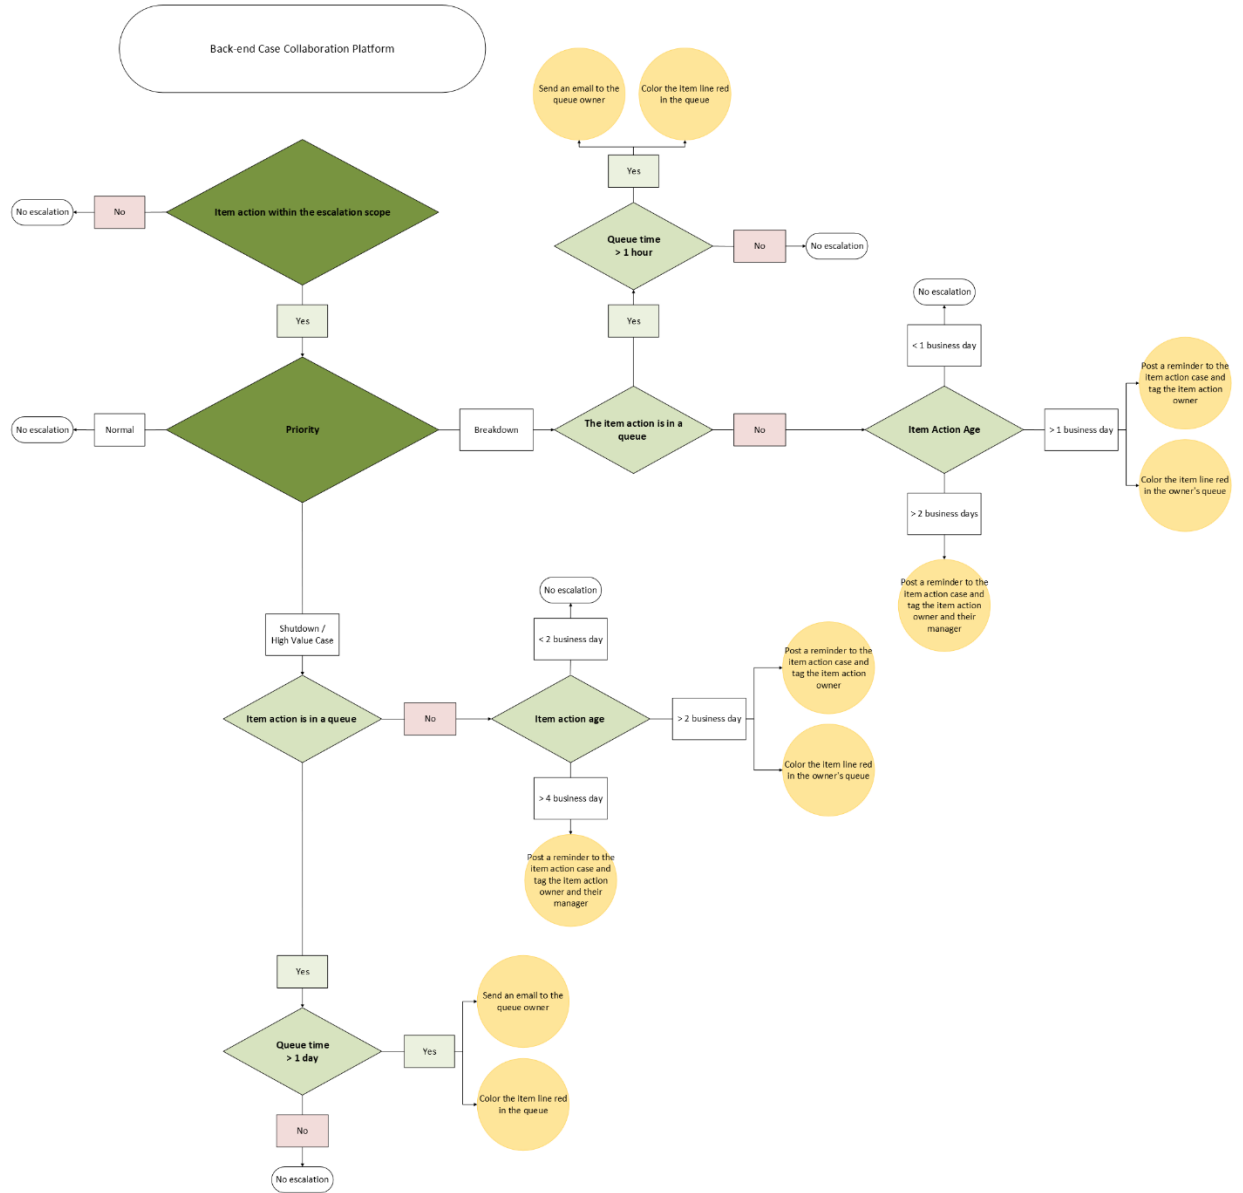 Back-end Case Collaboration Platform
Send an email to the
queue owner
Color the item line red
in the queue
Yes
No escalation
No
Item action within the escalation scope
Queue time
> 1 hour
No
No escalation
Yes
Yes
No escalation
< 1 business day
Post a reminder to the
item action case and
tag the item action
owner
No escalation
Normal
Priority
Breakdown
The item action is in a
queue
No
Item Action Age
> 1 business day
Color the item line red
in the owner's queue
> 2 business days
Post a reminder to the
item action case and
tag the item action
owner and their
manager
No escalation
Shutdown /
High Value Case
< 2 business day
Post a reminder to the
item action case and
tag the item action
owner
Item action is in a queue
No
Item action age
> 2 business day
Color the item line red
in the owner's queue
> 4 business day
Post a reminder to the
item action case and
tag the item action
owner and their
manager
Yes
Send an email to the
queue owner
Queue time
> 1 day
Yes
Color the item line red
in the queue
No
No escalation